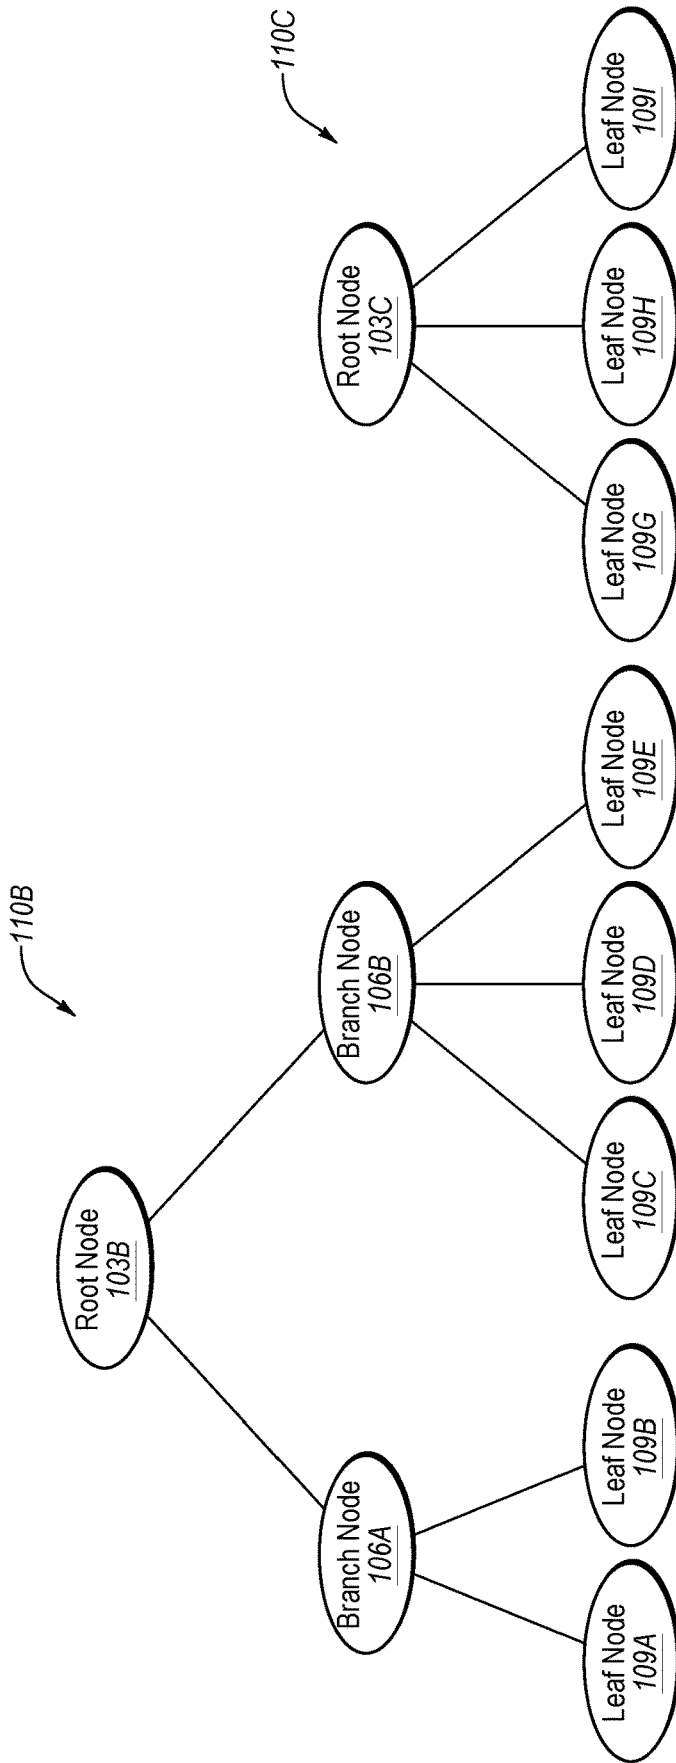 110B
110C
Root Node
103B
Branch Node
106A
Branch Node
106B
Root Node
103C
Leaf Node
109A
Leaf Node
109B
Leaf Node
109C
Leaf Node
109D
Leaf Node
109E
Leaf Node
109G
Leaf Node
109H
Leaf Node
109I